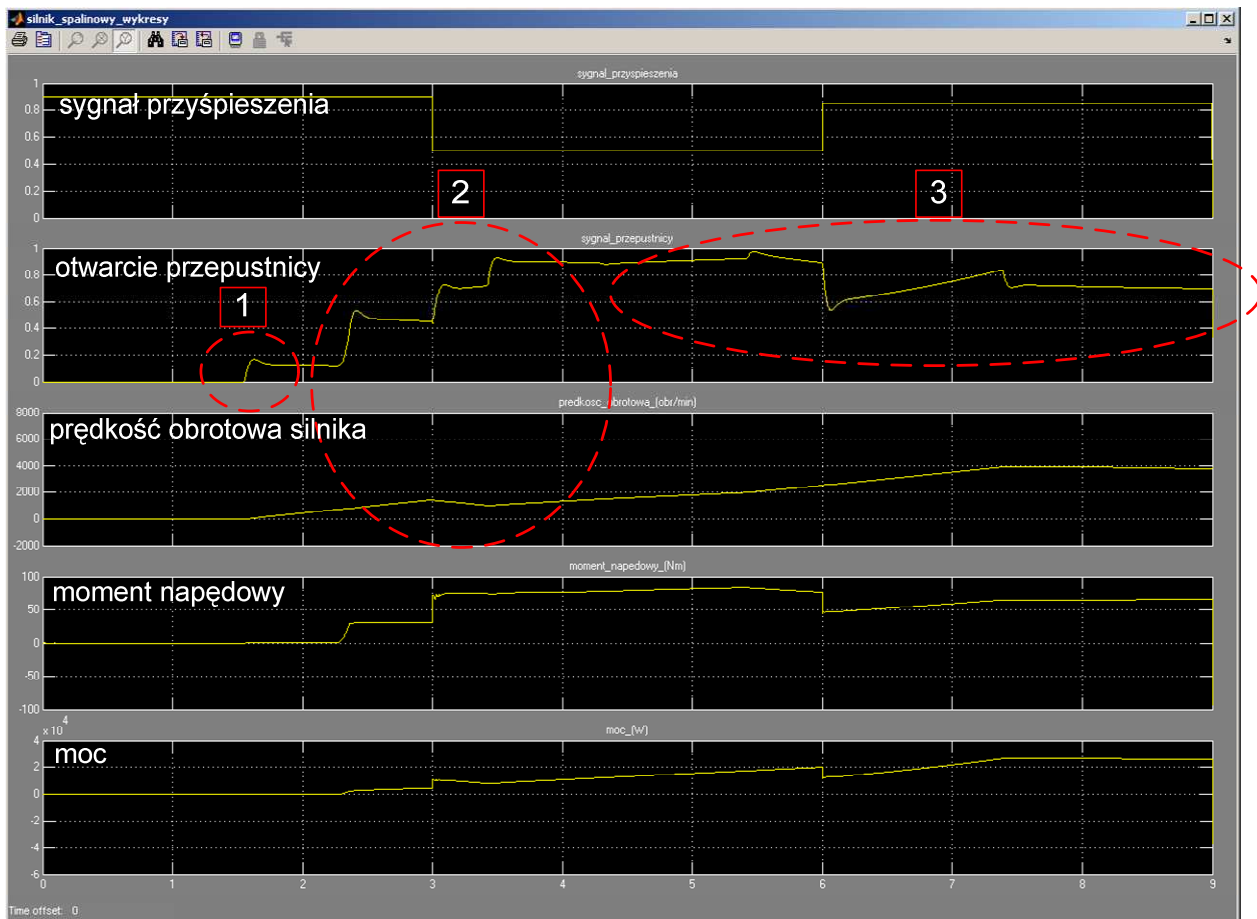 silnik_spalinowy_wykresy
sygnal_przyspieszenia
sygnał przyśpieszenia
1
0.8
0.6
0.4
0.2
0
2
3
sygnal_przepustnicy
otwarcie przepustnicy
1
1
0.8
0.6
0.4
0.2
0
predkosc_obrotowa_(obr/min)
prędkość obrotowa silnika
8000
6000
4000
2000
0
-2000
moment_napedowy_(Nm)
moment napędowy
100
50
0
-50
-100
x 10^4
moc_(W)
moc
4
2
0
-2
-4
-6
0 1 2 3 4 5 6 7 8 9
Time offset: 0